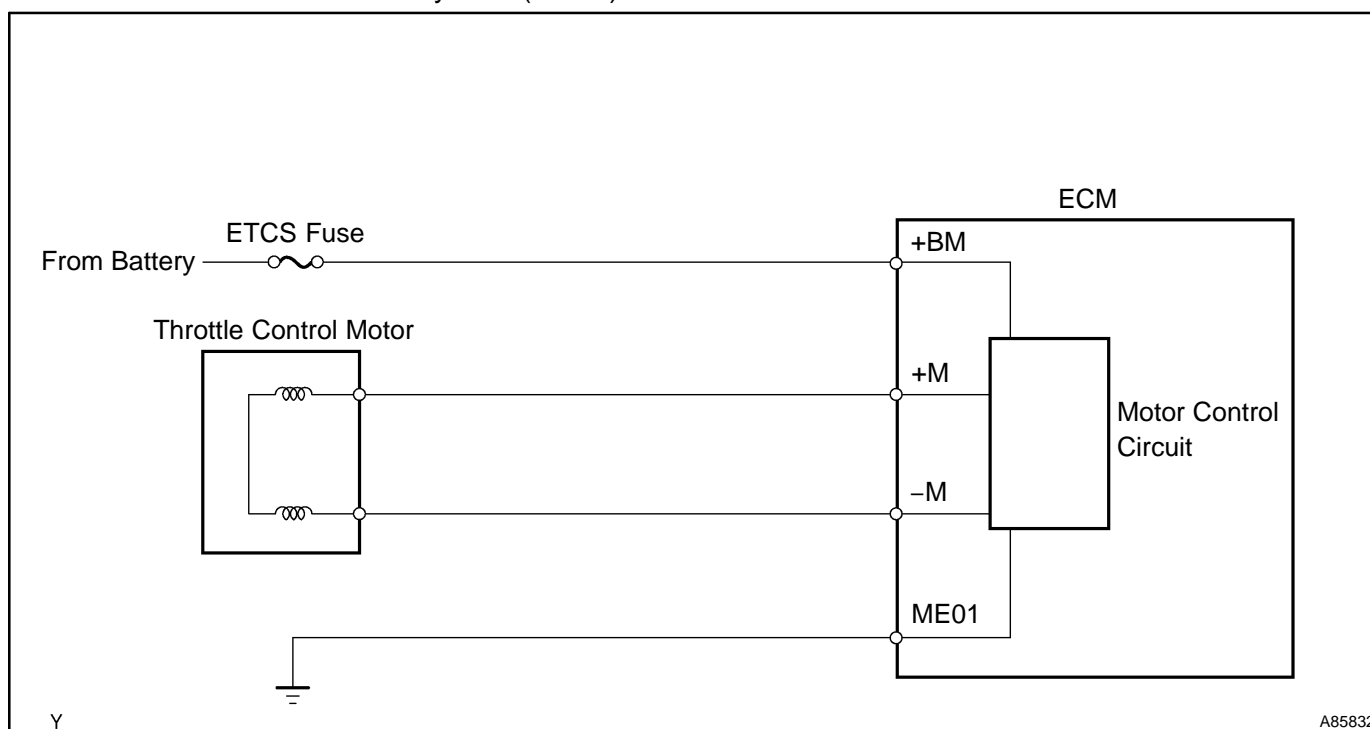 ECM
ETCS Fuse
+BM
From Battery
Throttle Control Motor
+M
Motor Control
Circuit
−M
ME01
Y
A85832